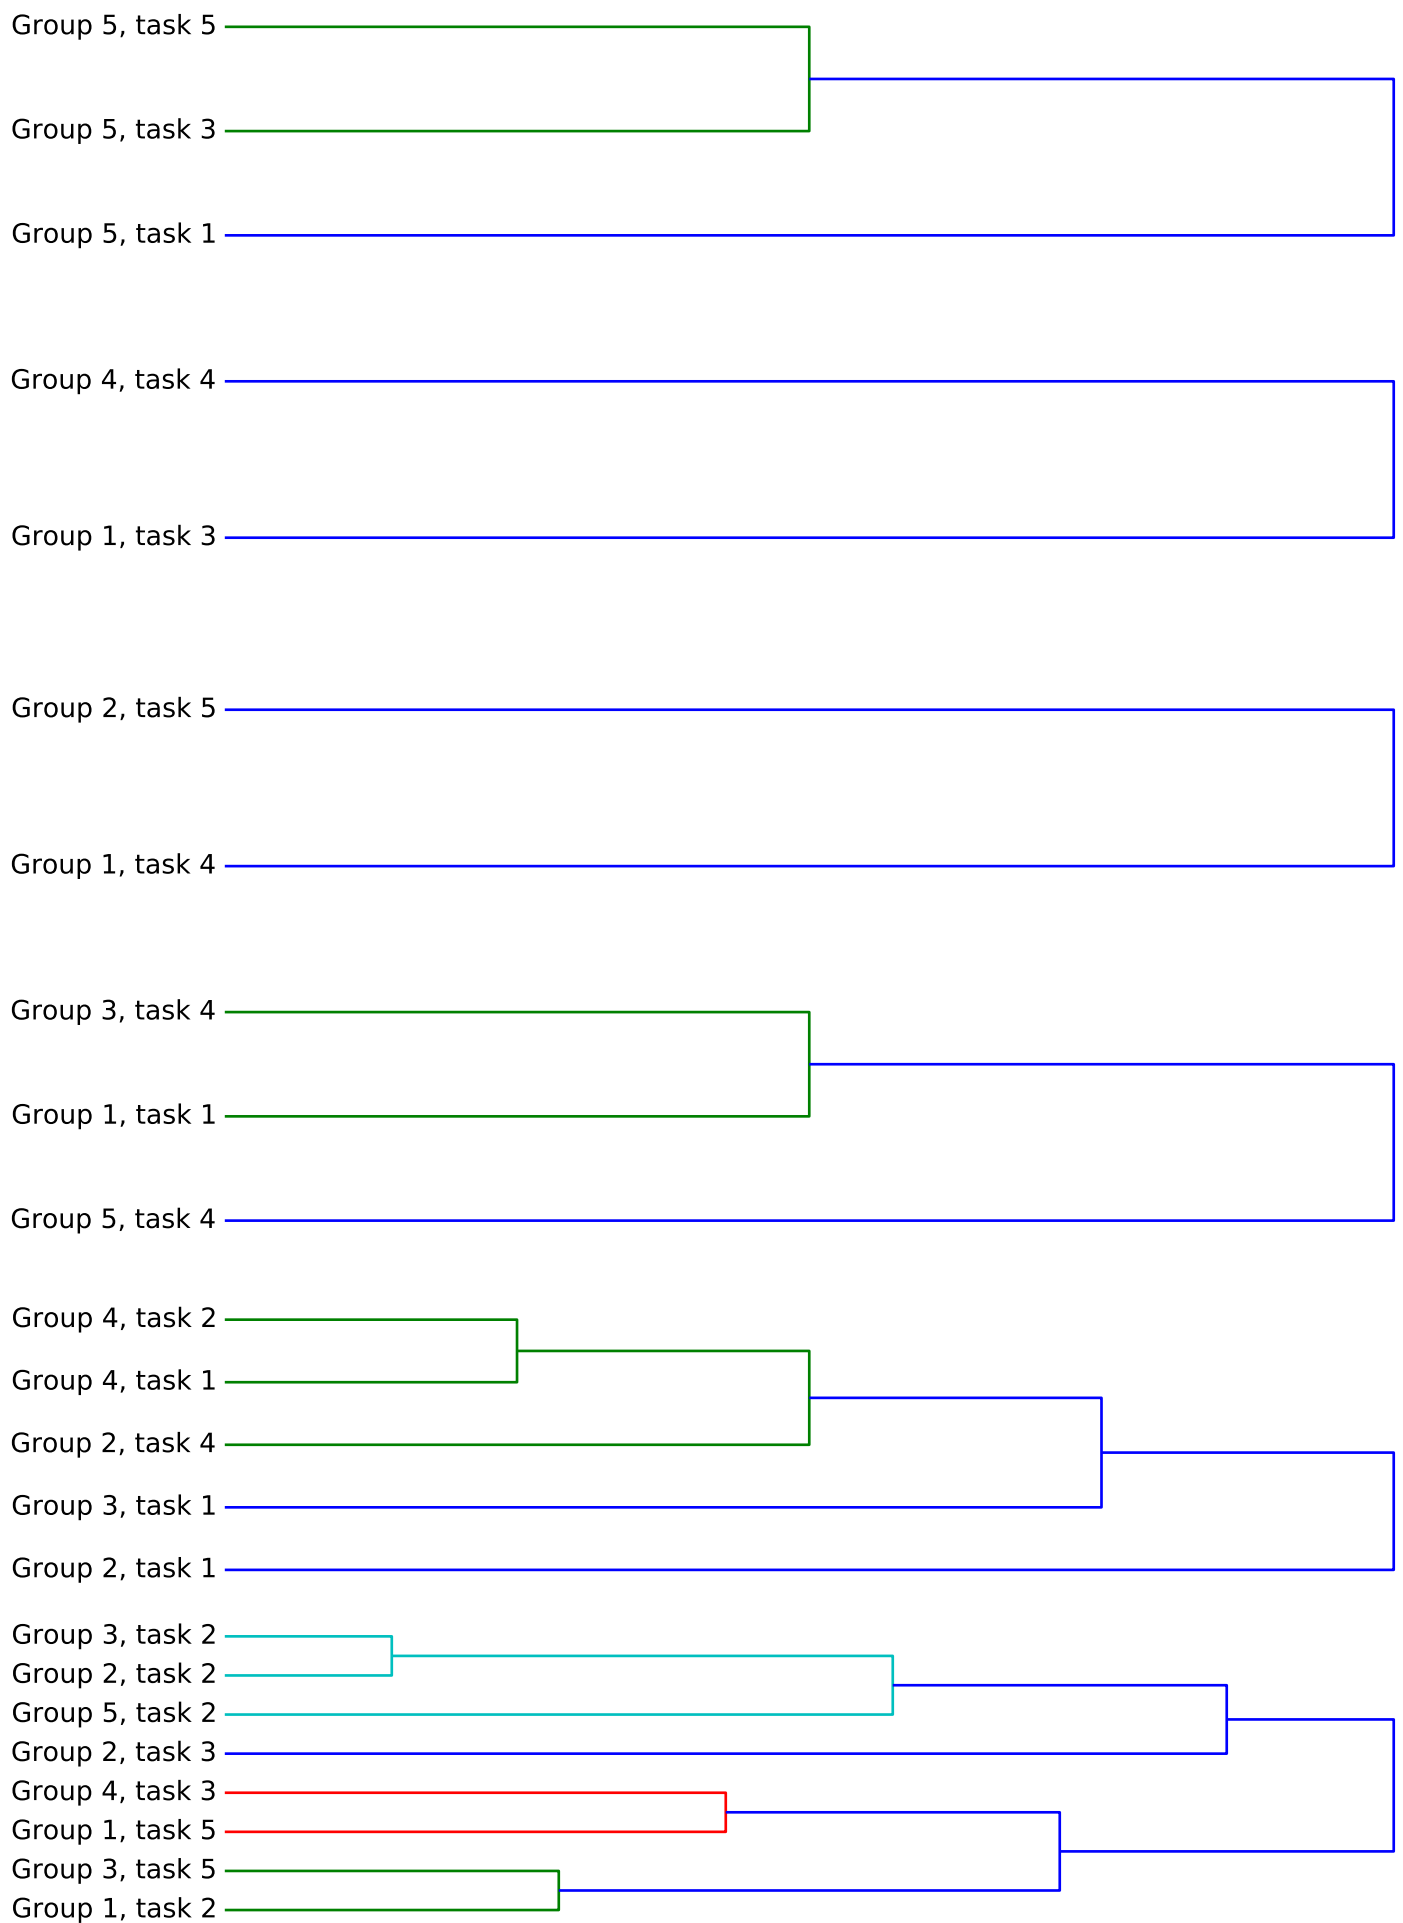 Group 5, task 5
Group 5, task 3
Group 5, task 1
Group 4, task 4
Group 1, task 3
Group 2, task 5
Group 1, task 4
Group 3, task 4
Group 1, task 1
Group 5, task 4
Group 4, task 2
Group 4, task 1
Group 2, task 4
Group 3, task 1
Group 2, task 1
Group 3, task 2
Group 2, task 2
Group 5, task 2
Group 2, task 3
Group 4, task 3
Group 1, task 5
Group 3, task 5
Group 1, task 2